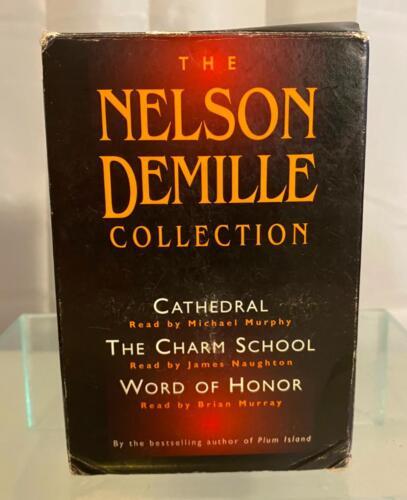 THE
NELSON
DEMILLE
COLLECTION
CATHEDRAL
Read by Michael Murphy
THE CHARM SCHOOL
Read by James Naughton
WORD OF HONOR
Read by Brian Murray
By the bestselling author of Plum Island